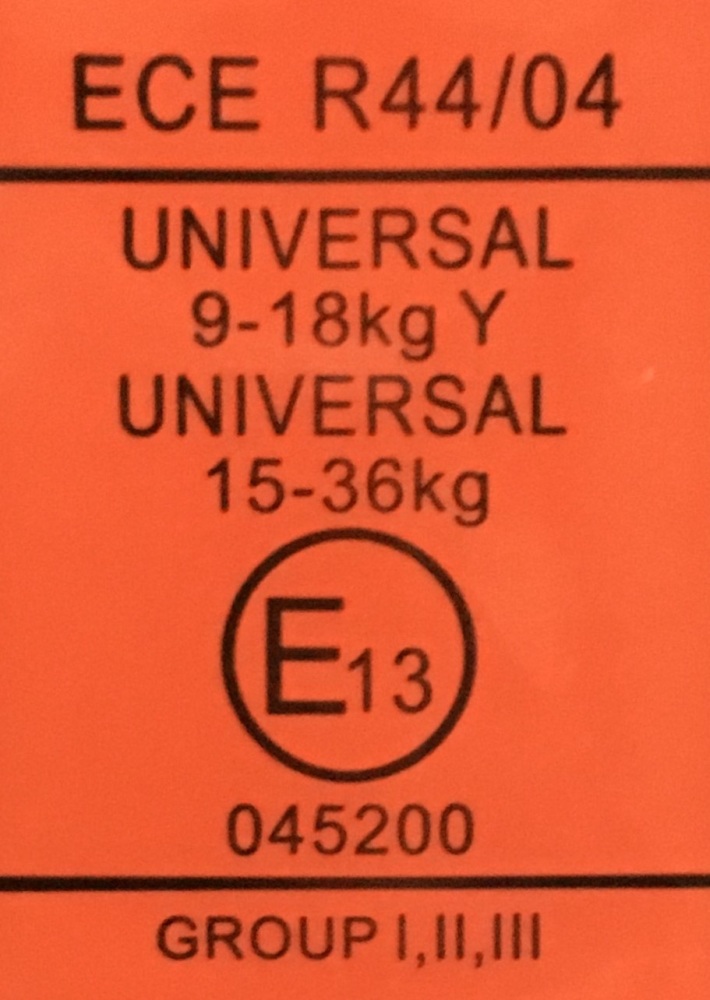 ECE R44/04
UNIVERSAL
9-18kg Y
UNIVERSAL
15-36kg
E13
045200
GROUP I,II,III